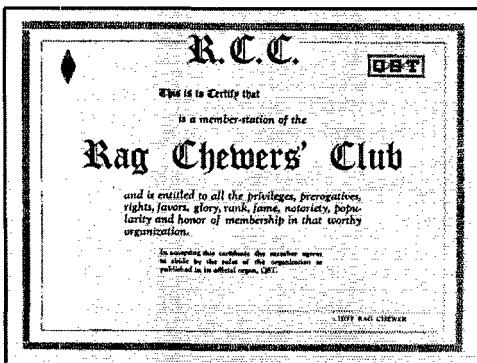 R.C.C.
QST
This is to Certify that
is a member-station of the
Rag Chewers' Club
and is entitled to all the privileges, prerogatives,
rights, favors, glory, rank, fame, notoriety, popu-
larity and honor of membership in that worthy
organization.
In accepting this certificate the member agrees
to abide by the rules of the organization as
published in its official organ, QST.
CHIEF RAG CHEWER